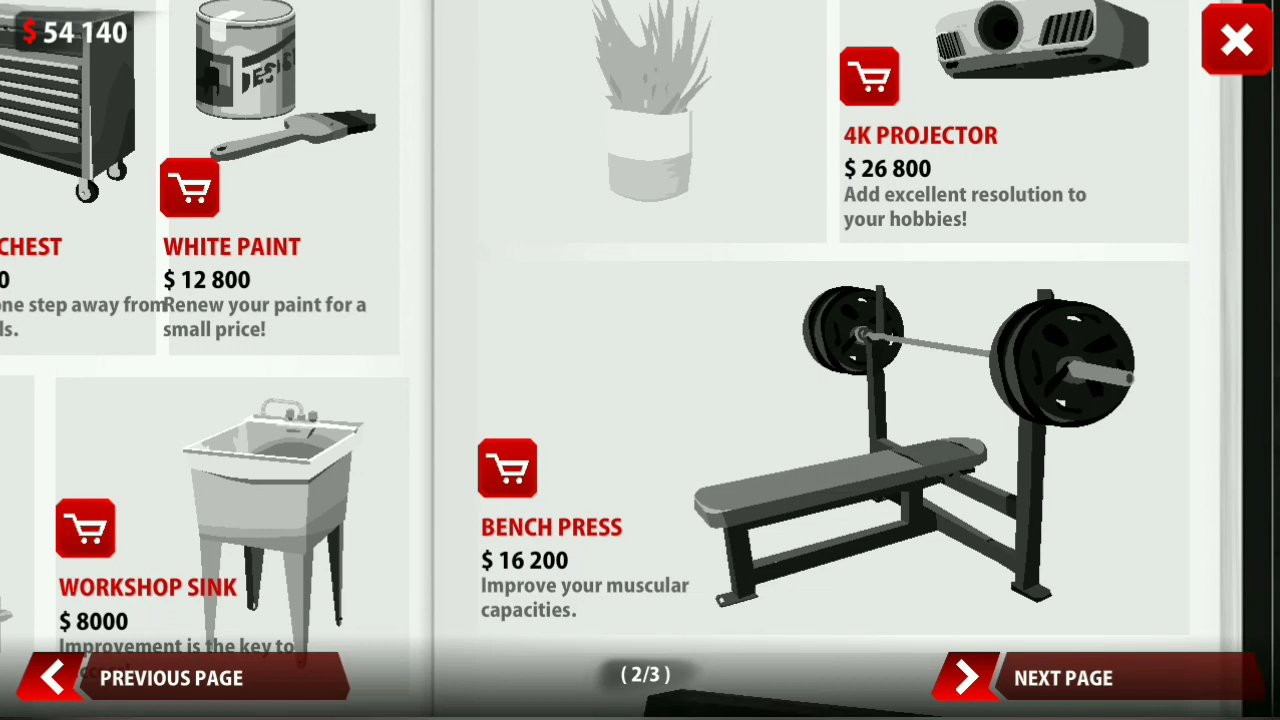 $ 54 140
DESIG
CHEST
0
one step away from
ls.
WHITE PAINT
$ 12 800
Renew your paint for a
small price!
4K PROJECTOR
$ 26 800
Add excellent resolution to
your hobbies!
WORKSHOP SINK
$ 8000
Improvement is the key to
BENCH PRESS
$ 16 200
Improve your muscular
capacities.
PREVIOUS PAGE
( 2/3 )
NEXT PAGE